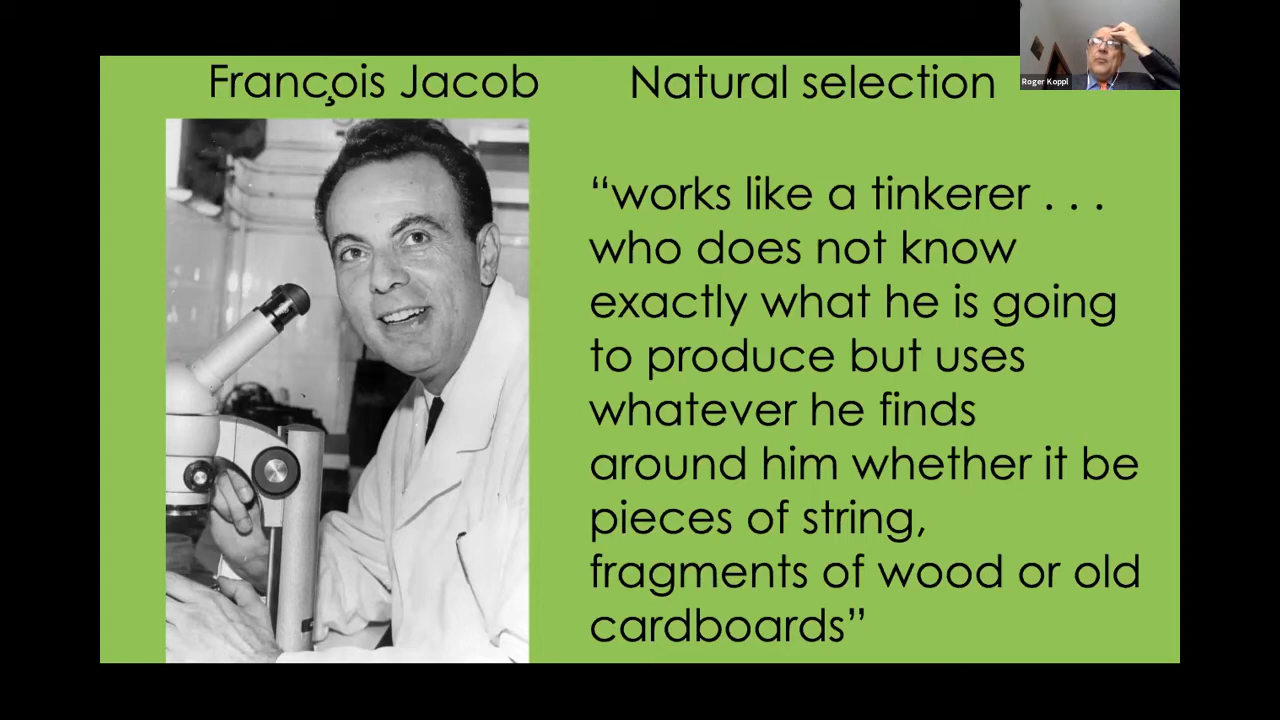 François Jacob
Natural selection
Roger Koppl
“works like a tinkerer . . .
who does not know
exactly what he is going
to produce but uses
whatever he finds
around him whether it be
pieces of string,
fragments of wood or old
cardboards”